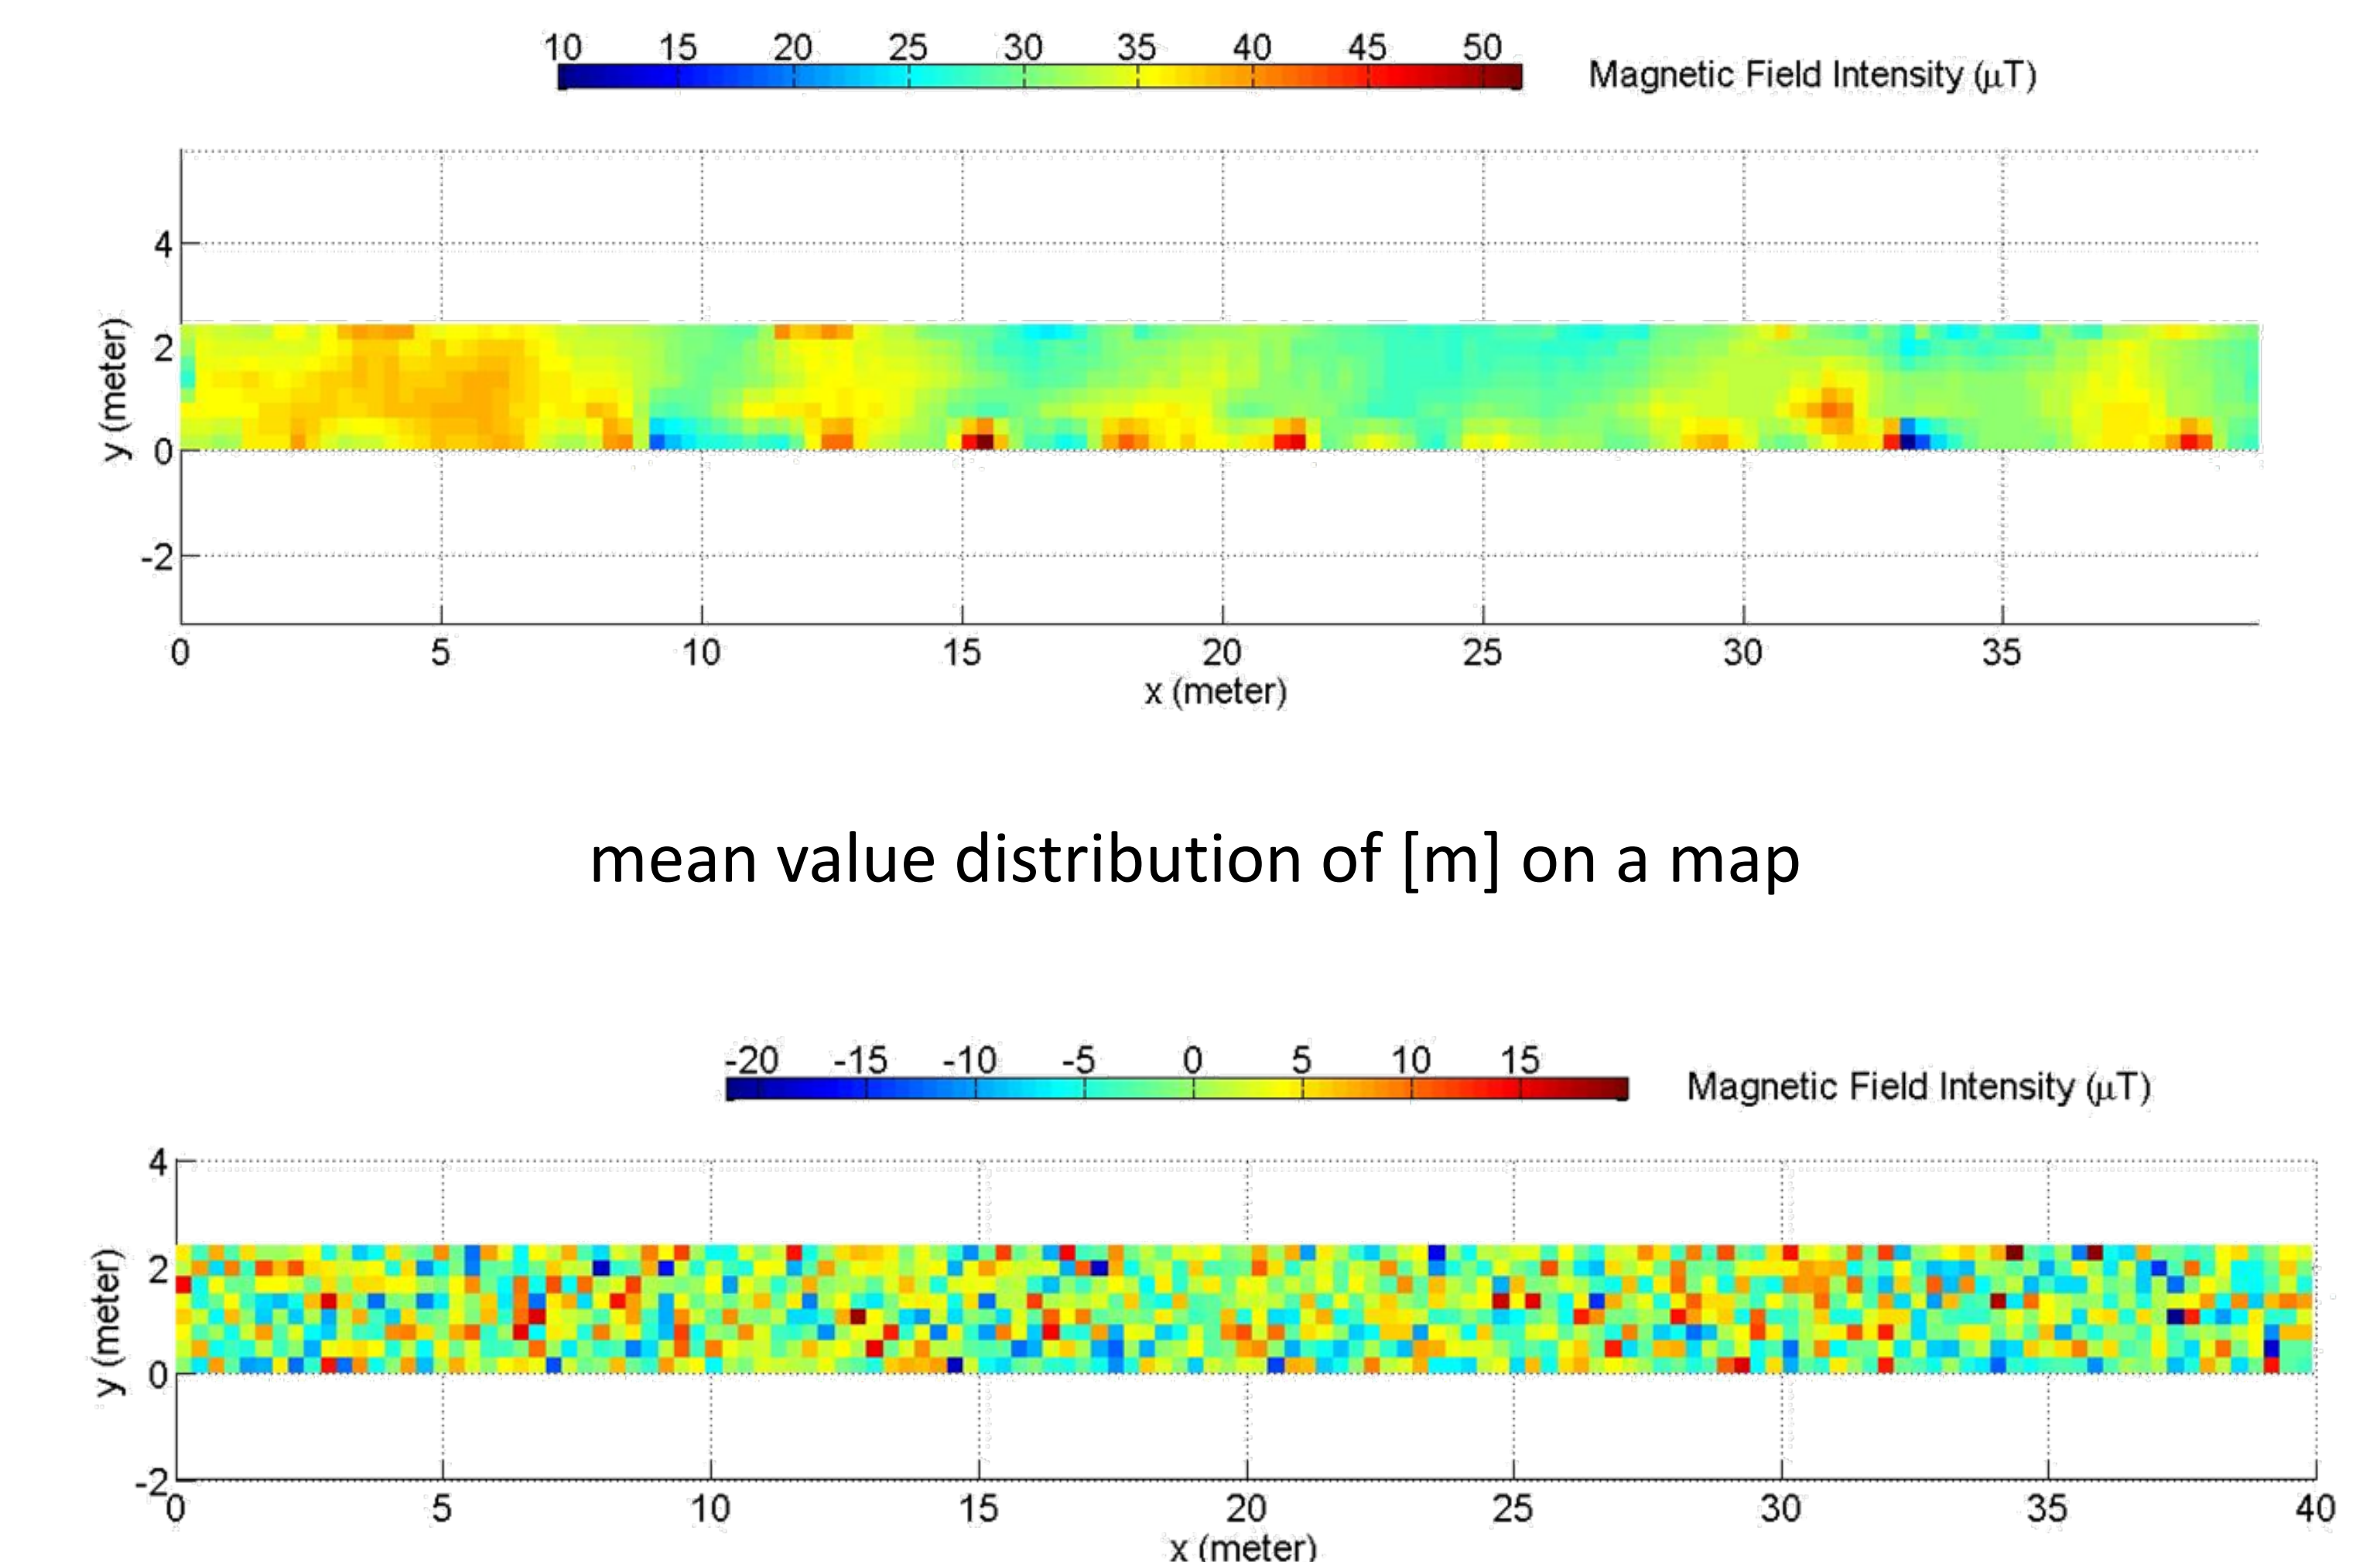 10 15 20 25 30 35 40 45 50
Magnetic Field Intensity (μT)
4
2
0
-2
y (meter)
0 5 10 15 20 25 30 35
x (meter)
mean value distribution of [m] on a map
-20 -15 -10 -5 0 5 10 15
Magnetic Field Intensity (μT)
4
2
0
-2
y (meter)
0 5 10 15 20 25 30 35 40
x (meter)